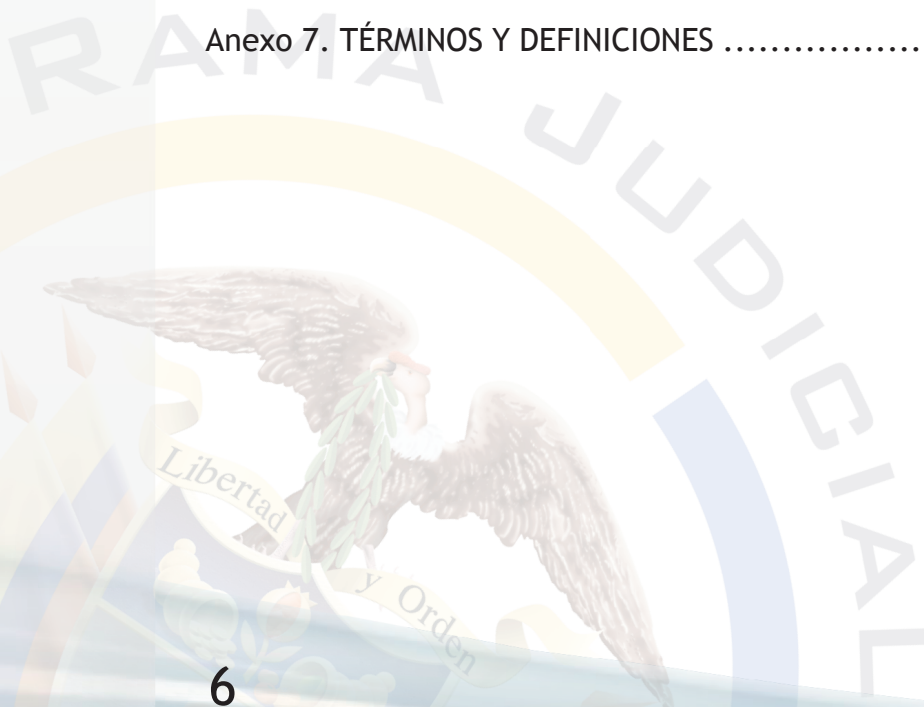 Anexo 7. TÉRMINOS Y DEFINICIONES .................
RAMA JUDICIAL
Libertad
y Orden
6